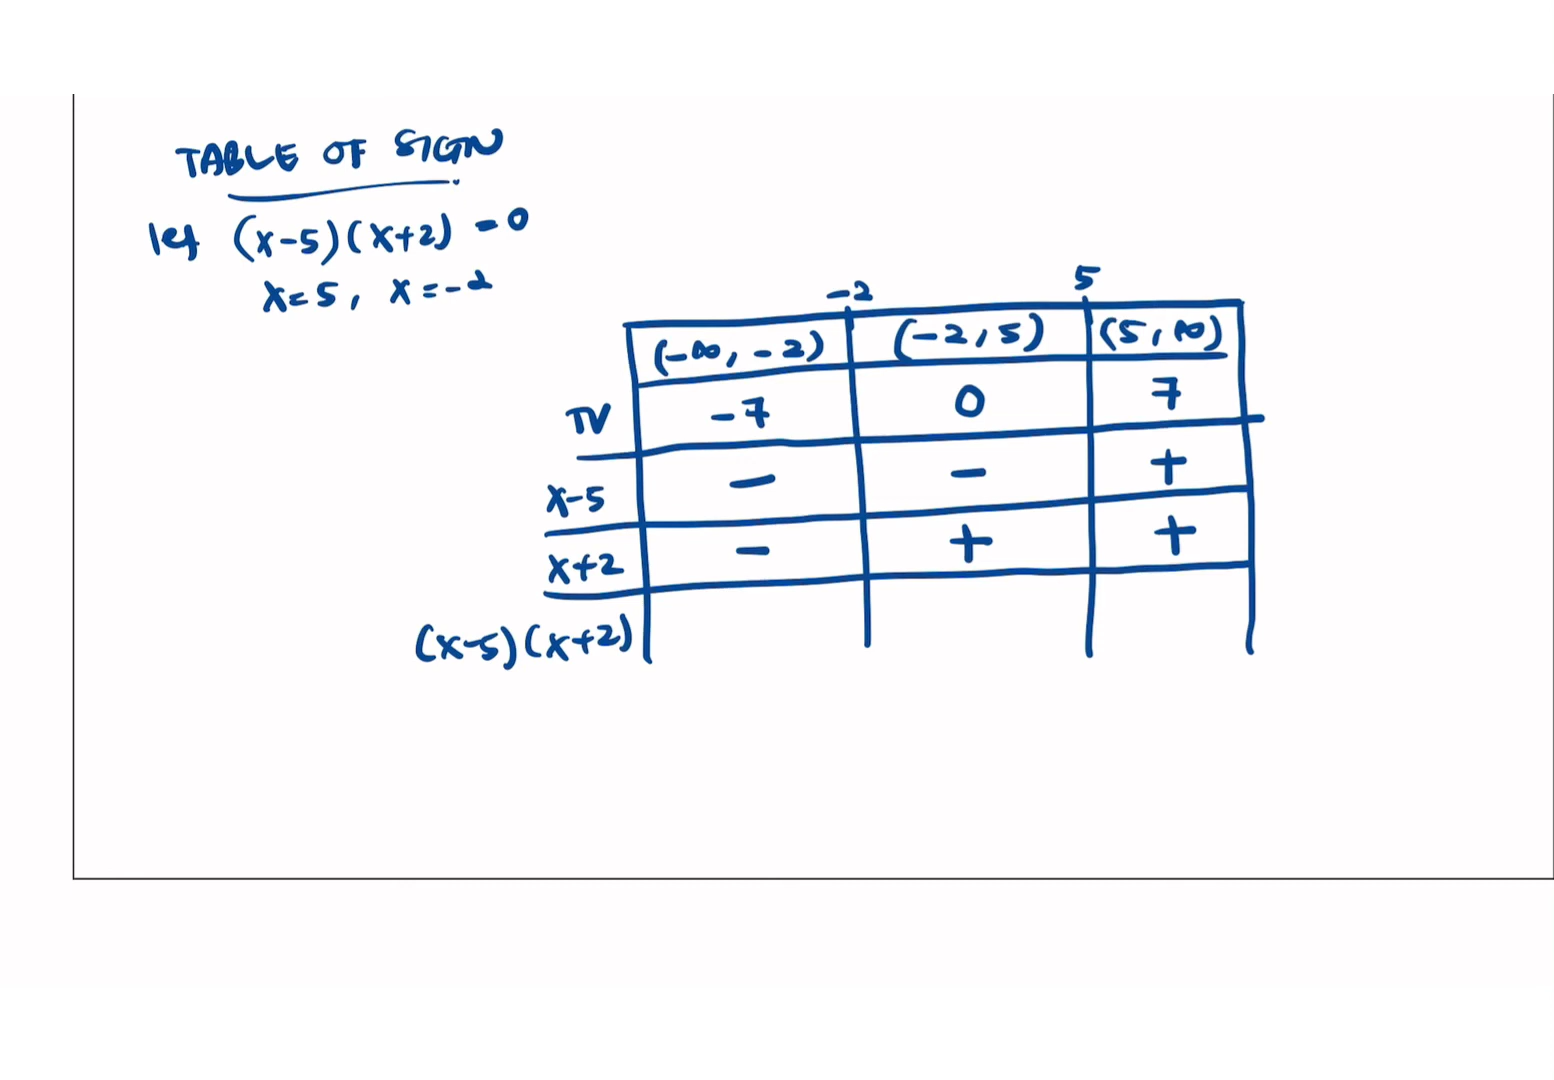 TABLE OF SIGN
let (x-5)(x+2) = 0
x=5, x=-2
-2 5
(-∞, -2) (-2, 5) (5, ∞)
TV -7 0 7
x-5 - - +
x+2 - + +
(x-5)(x+2)